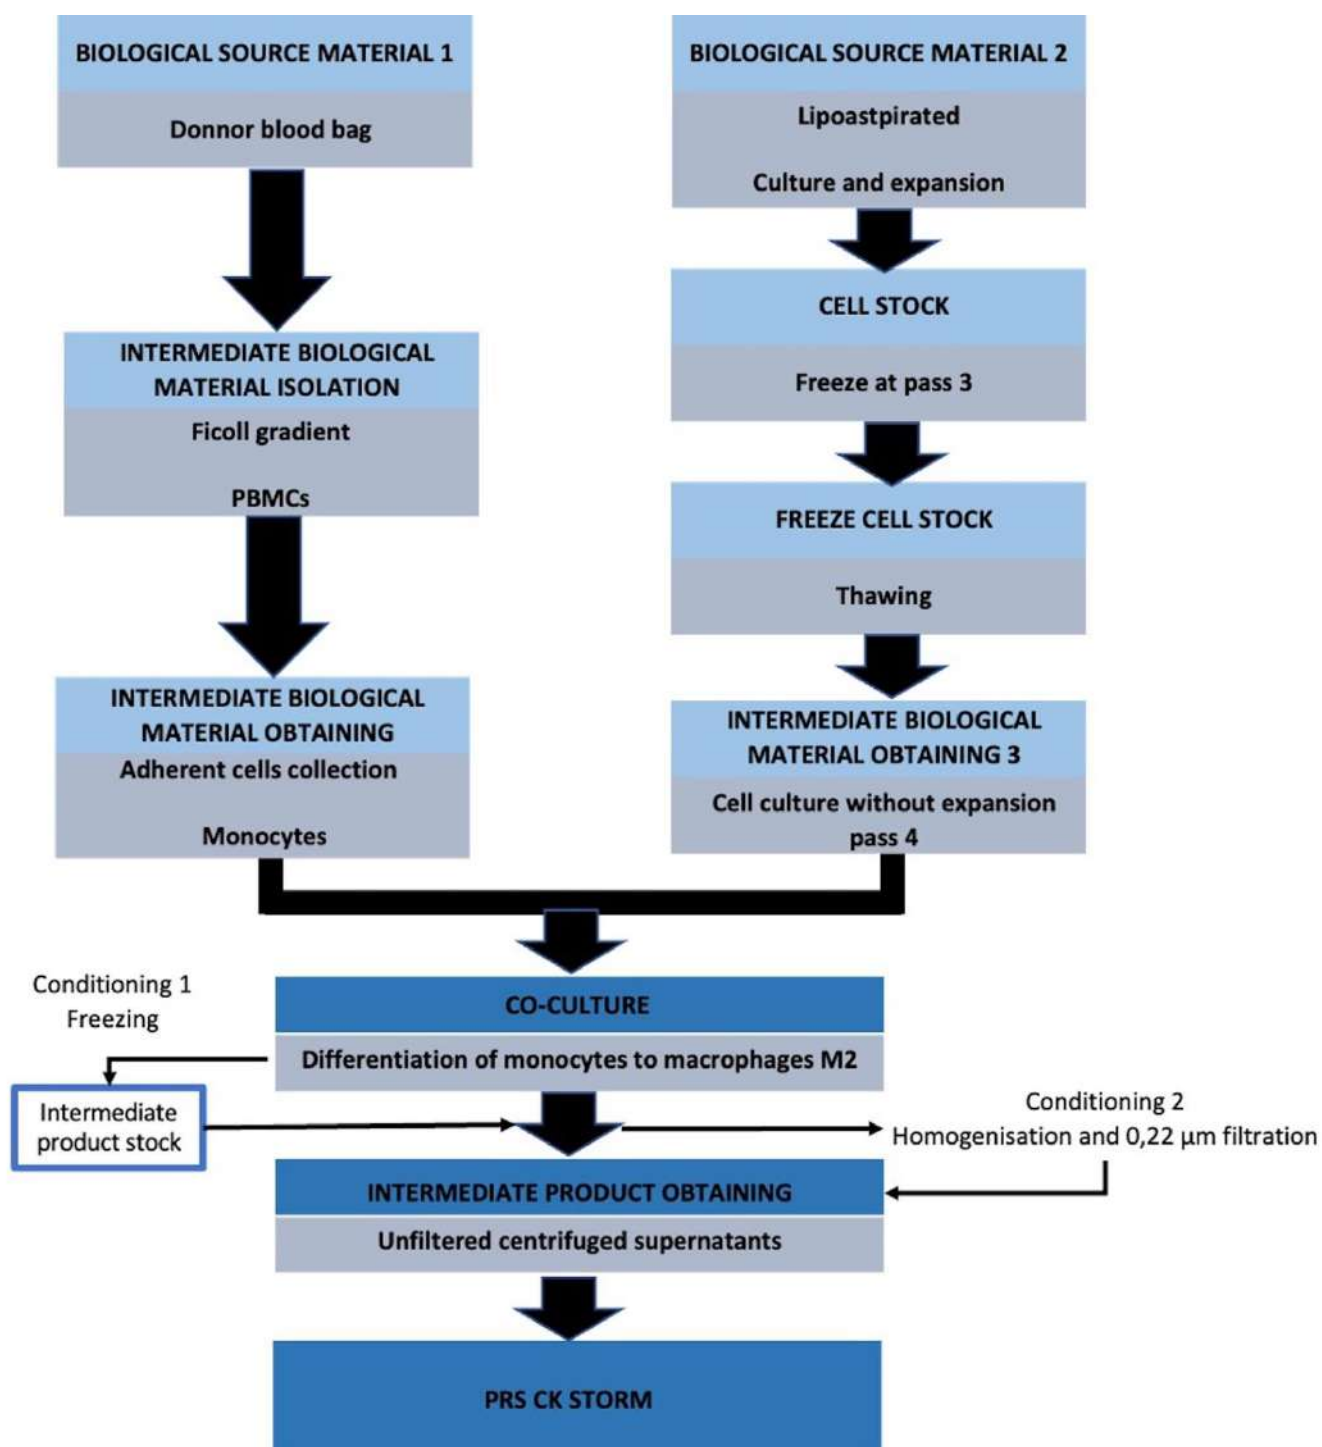 BIOLOGICAL SOURCE MATERIAL 1
Donnor blood bag
INTERMEDIATE BIOLOGICAL
MATERIAL ISOLATION
Ficoll gradient
PBMCs
INTERMEDIATE BIOLOGICAL
MATERIAL OBTAINING
Adherent cells collection
Monocytes
BIOLOGICAL SOURCE MATERIAL 2
Lipoastpirated
Culture and expansion
CELL STOCK
Freeze at pass 3
FREEZE CELL STOCK
Thawing
INTERMEDIATE BIOLOGICAL
MATERIAL OBTAINING 3
Cell culture without expansion
pass 4
CO-CULTURE
Differentiation of monocytes to macrophages M2
Conditioning 1
Freezing
Intermediate
product stock
Conditioning 2
Homogenisation and 0,22 µm filtration
INTERMEDIATE PRODUCT OBTAINING
Unfiltered centrifuged supernatants
PRS CK STORM